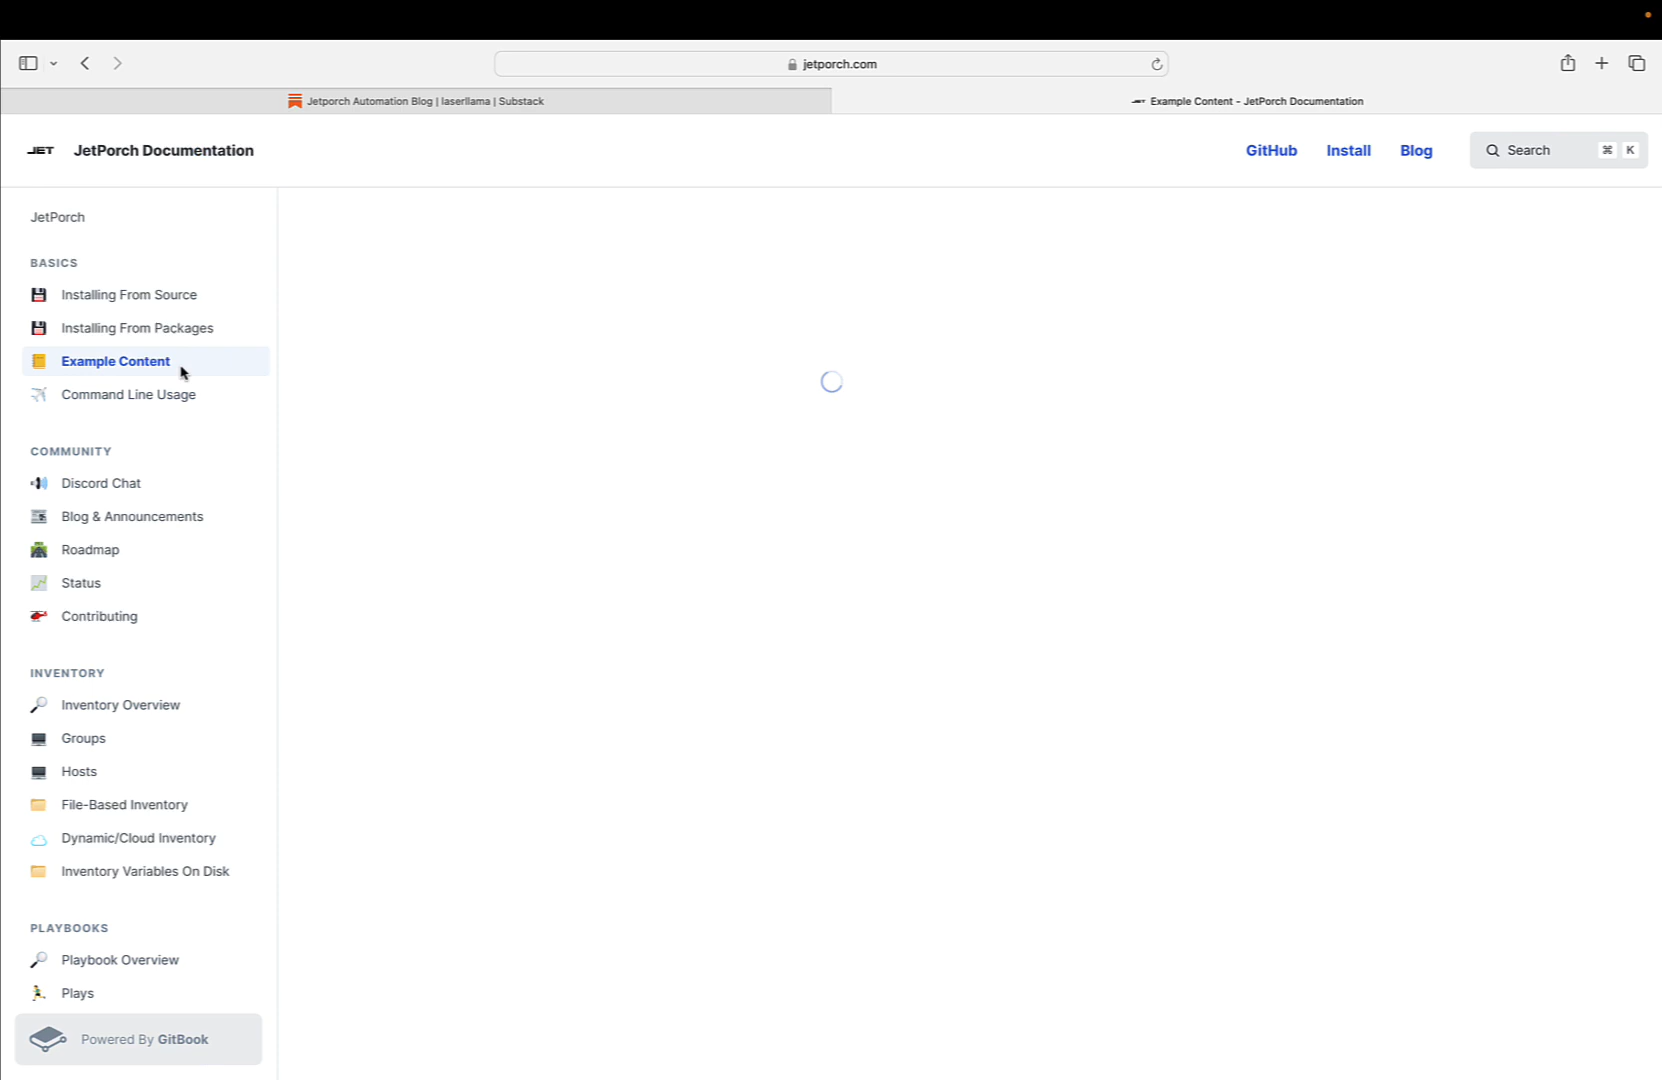 jetporch.com
Jetporch Automation Blog | laserllama | Substack
Example Content - JetPorch Documentation
JET JetPorch Documentation
GitHub Install Blog Search ⌘ K
JetPorch
BASICS
Installing From Source
Installing From Packages
Example Content
Command Line Usage
COMMUNITY
Discord Chat
Blog & Announcements
Roadmap
Status
Contributing
INVENTORY
Inventory Overview
Groups
Hosts
File-Based Inventory
Dynamic/Cloud Inventory
Inventory Variables On Disk
PLAYBOOKS
Playbook Overview
Plays
Powered By GitBook